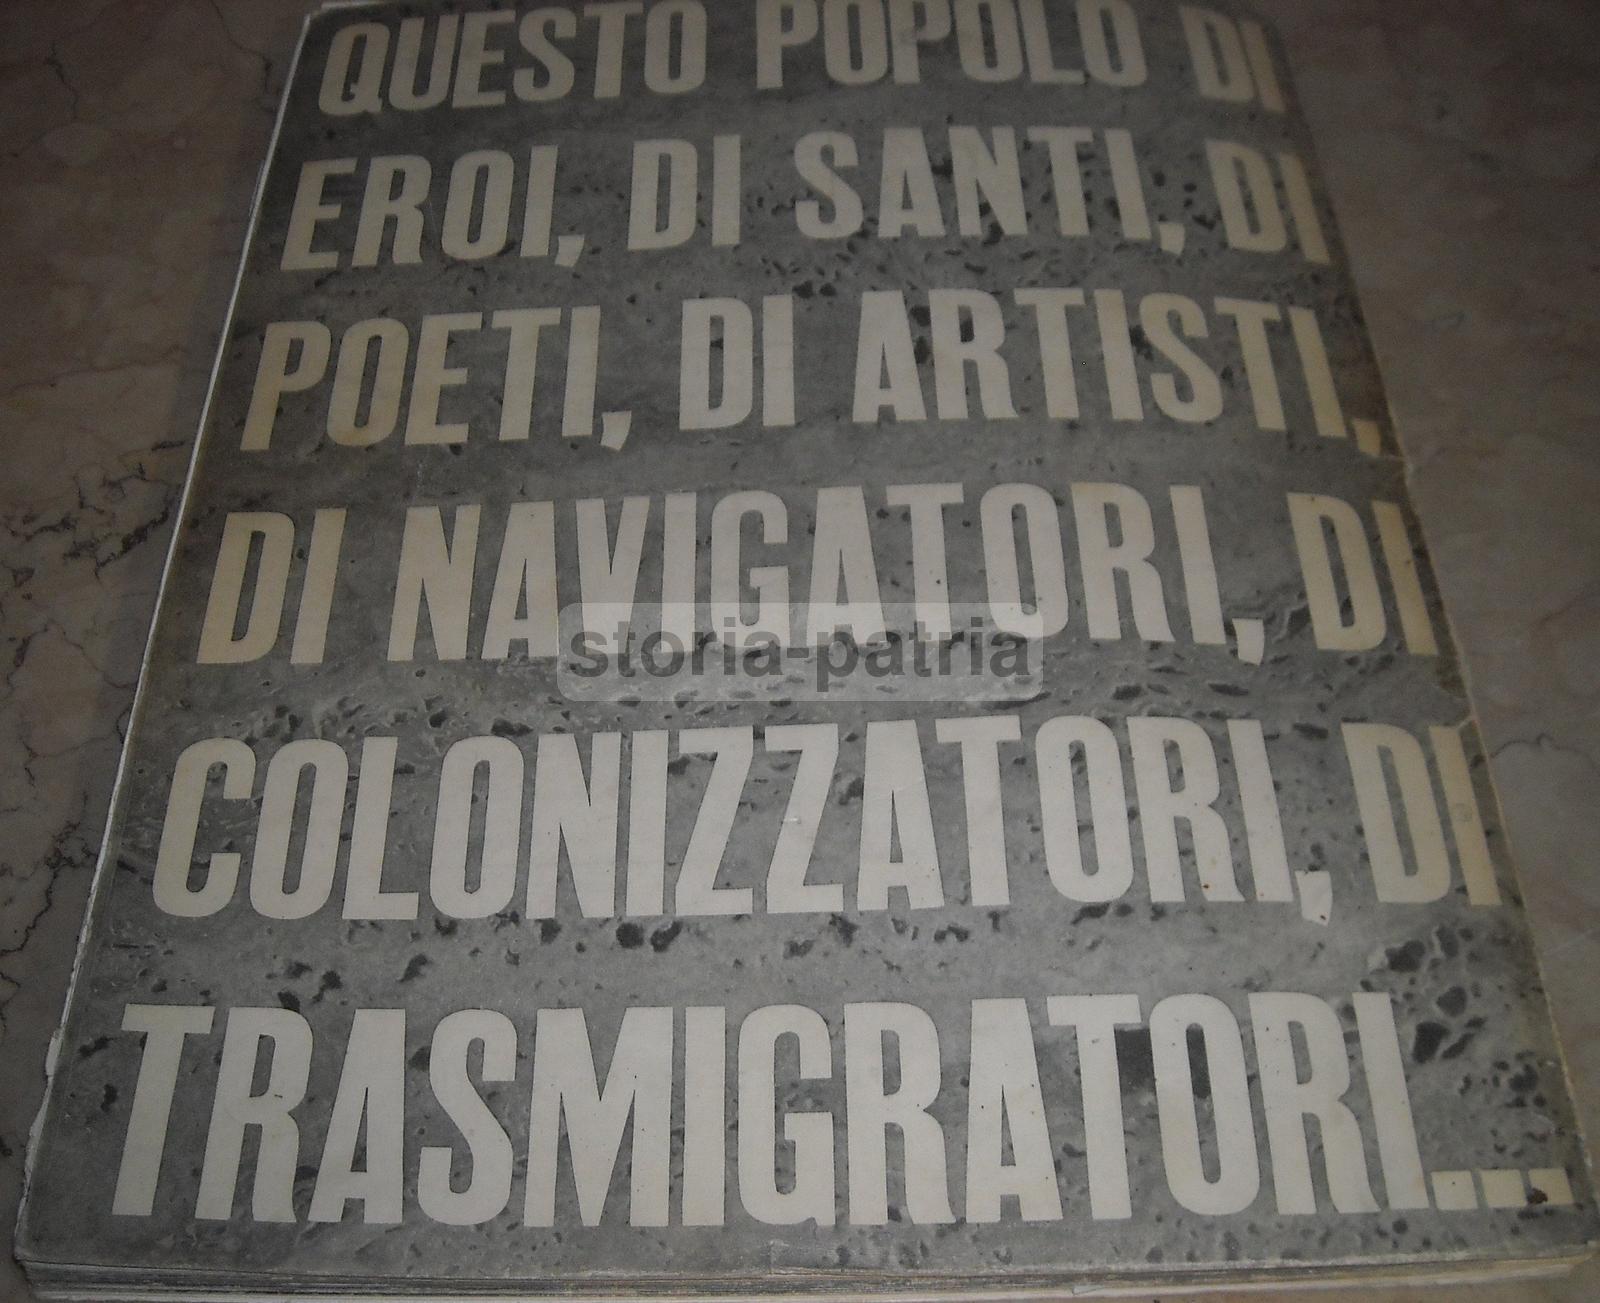 QUESTO POPOLO DI
EROI, DI SANTI, DI
POETI, DI ARTISTI,
DI NAVIGATORI, DI
storia-patria
COLONIZZATORI, DI
TRASMIGRATORI...